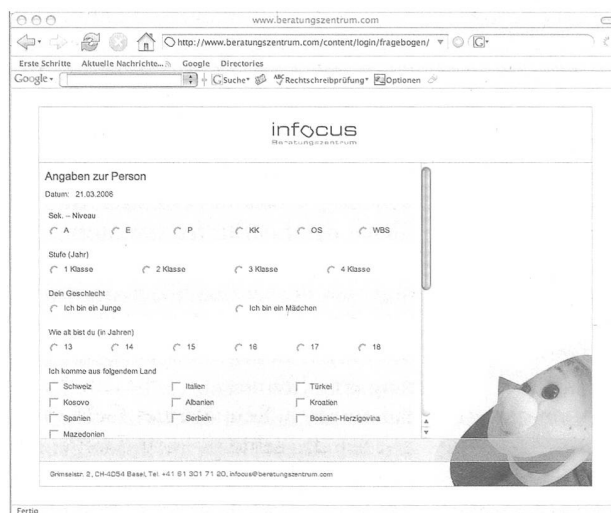 www.beratungszentrum.com
http://www.beratungszentrum.com/content/login/fragebogen/ G
Erste Schritte Aktuelle Nachrichte... Google Directories
Google G Suche ABC Rechtschreibprüfung Optionen
infocus
Beratungszentrum
Angaben zur Person
Datum: 21.03.2006
Sek. – Niveau
A E P KK OS WBS
Stufe (Jahr)
1 Klasse 2 Klasse 3 Klasse 4 Klasse
Dein Geschlecht
Ich bin ein Junge Ich bin ein Mädchen
Wie alt bist du (in Jahren)
13 14 15 16 17 18
Ich komme aus folgendem Land
Schweiz Italien Türkei
Kosovo Albanien Kroatien
Spanien Serbien Bosnien-Herzigovina
Mazedonien
Grimselstr. 2, CH-4054 Basel, Tel. +41 61 301 71 20, infocus@beratungszentrum.com
Fertig